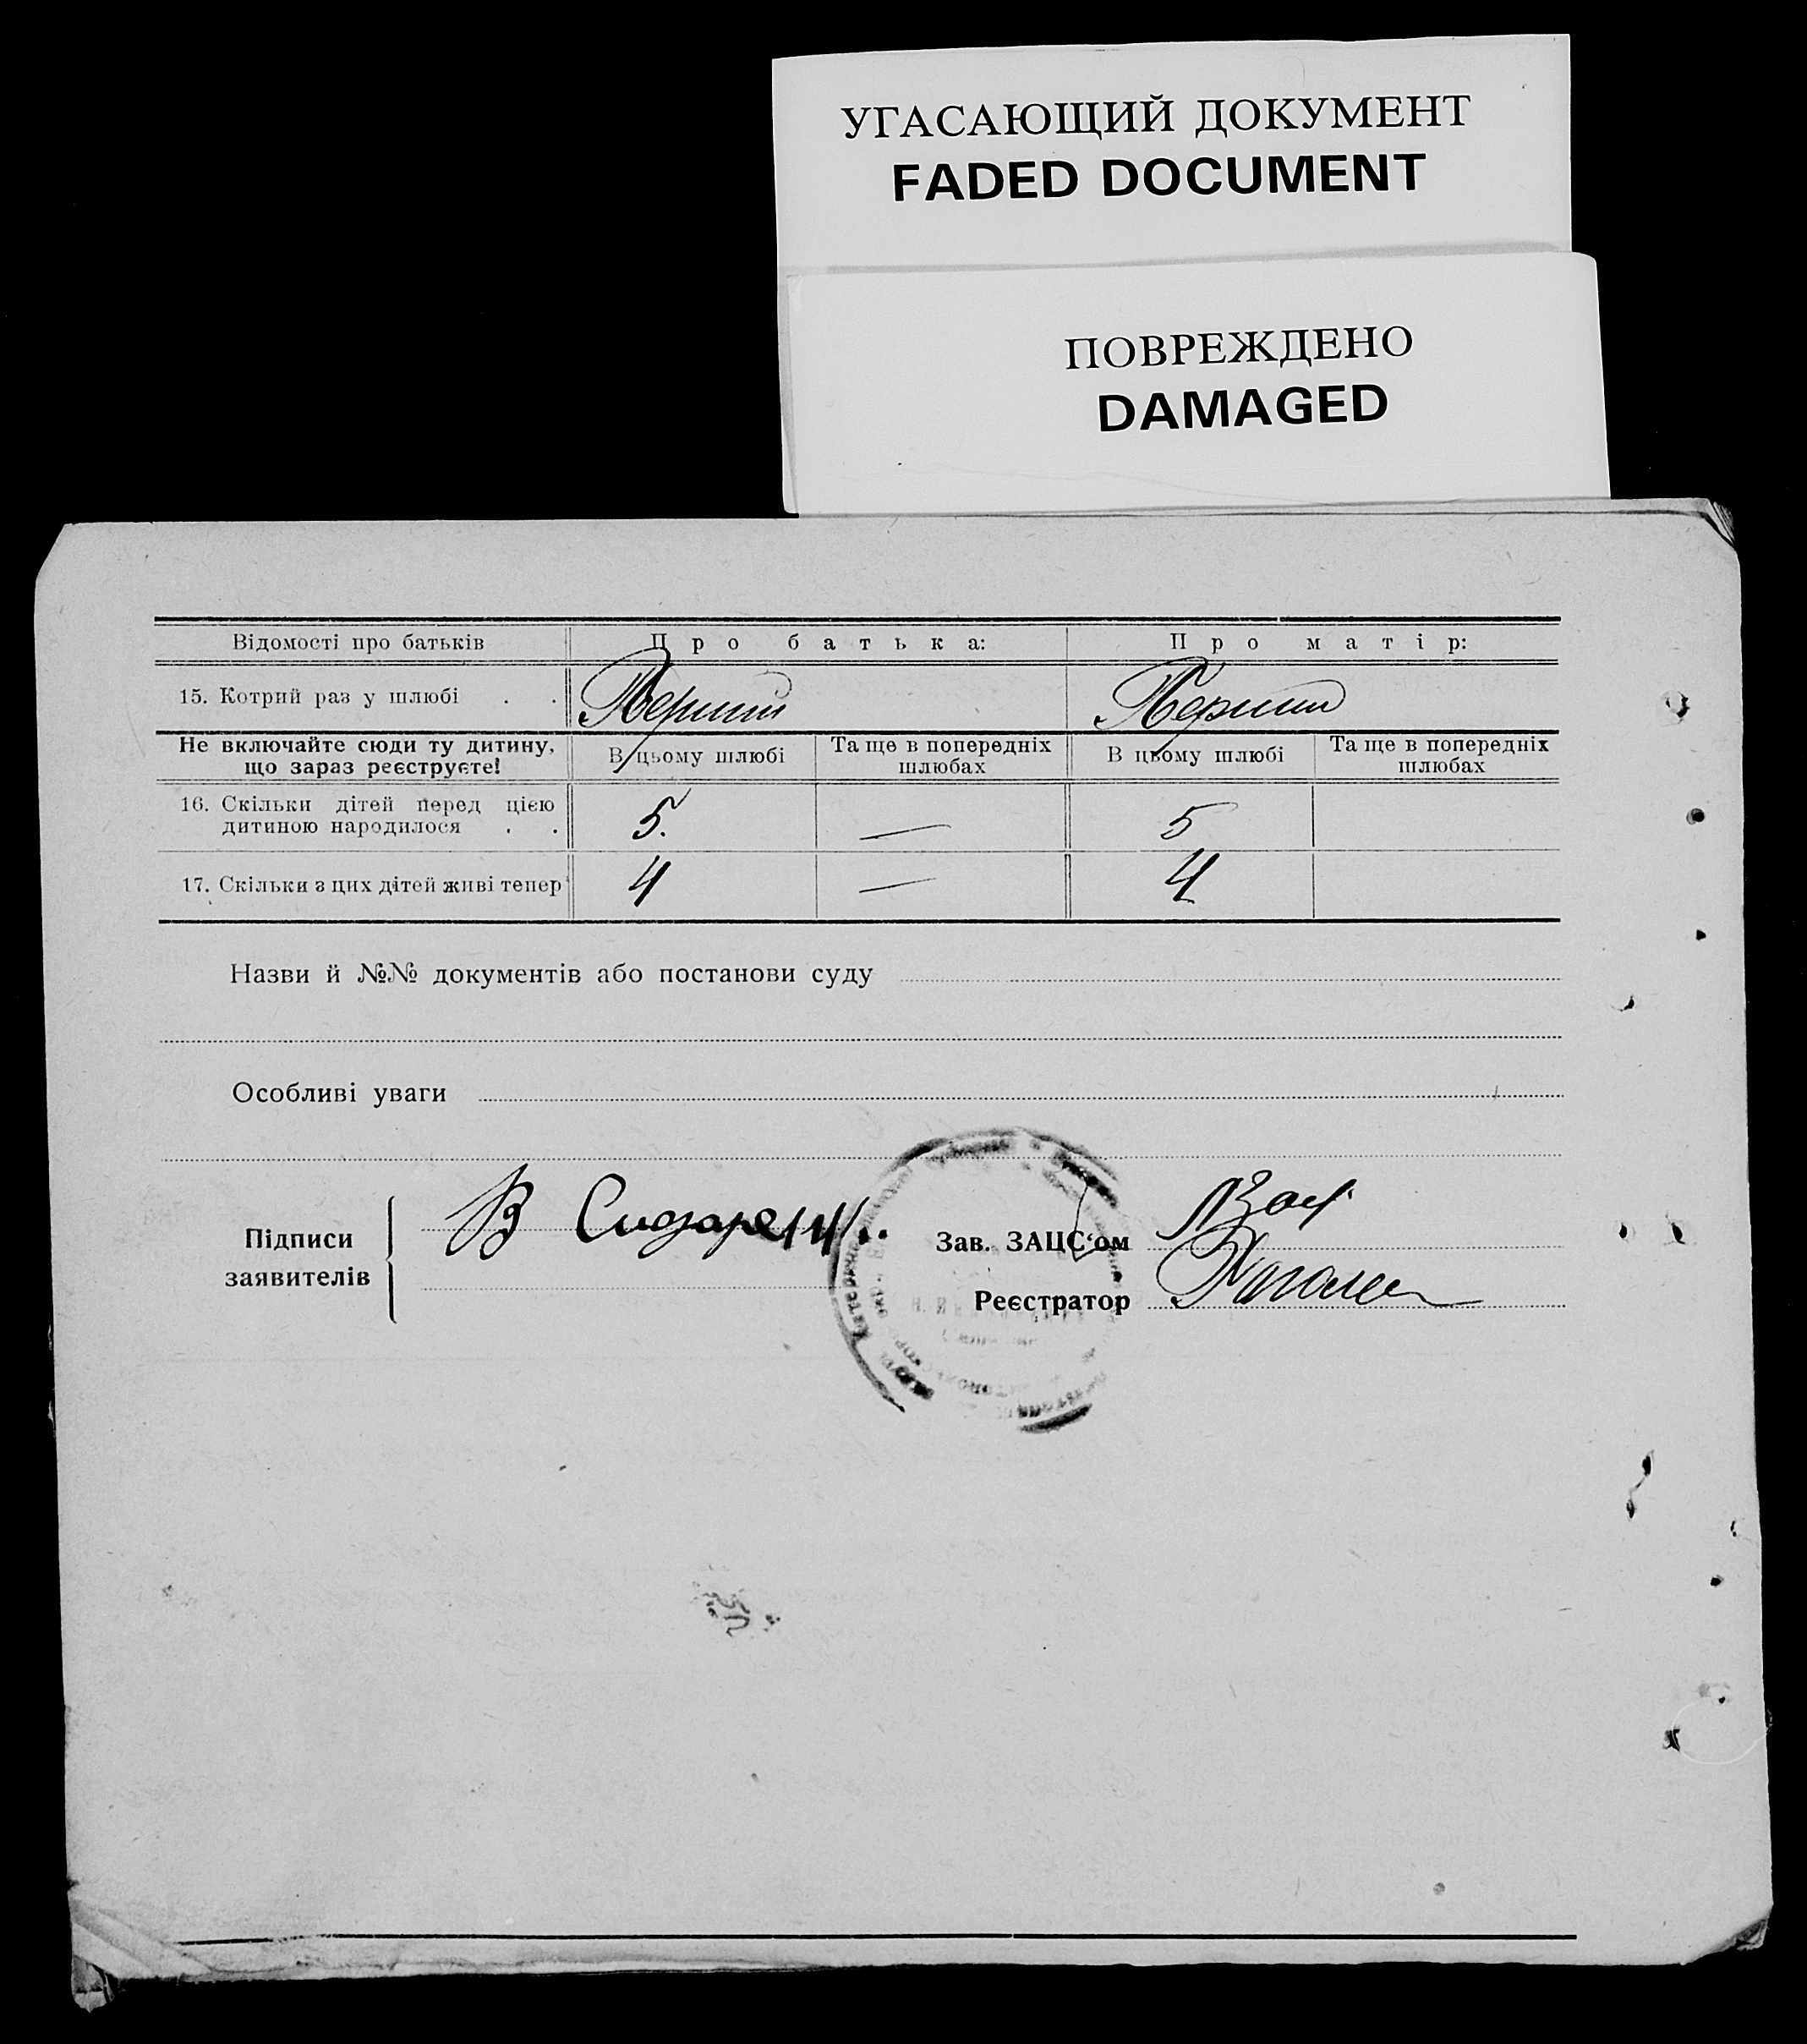 УГАСАЮЩИЙ ДОКУМЕНТ
FADED DOCUMENT
ПОВРЕЖДЕНО
DAMAGED
Відомості про батьків Про батька: Про матір:
15. Котрий раз у шлюбі . . Перший Перший
Не включайте сюди ту дитину, що зараз реєструєте! В цьому шлюбі Та ще в попередніх шлюбах В цьому шлюбі Та ще в попередніх шлюбах
16. Скільки дітей перед цією дитиною народилося . . 5. — 5
17. Скільки з цих дітей живі тепер 4 — 4
Назви й №№ документів або постанови суду
Особливі уваги
Підписи заявителів В
Зав. ЗАЦС‘ом
Реєстратор